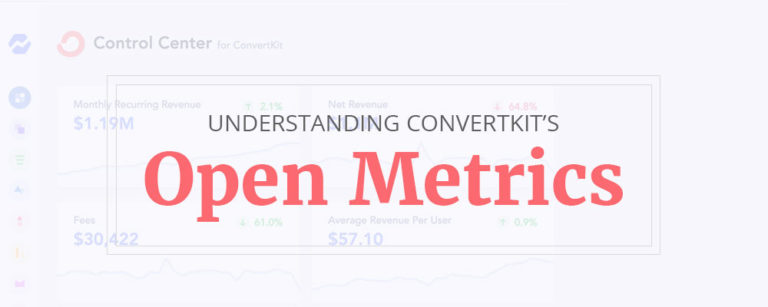 Control Center for ConvertKit
Monthly Recurring Revenue
↑ 2.1%
$1.19M
Net Revenue
↓ 64.8%
UNDERSTANDING CONVERTKIT'S
Open Metrics
Fees
↓ 61.0%
$30,422
Average Revenue Per User
↑ 0.9%
$57.10